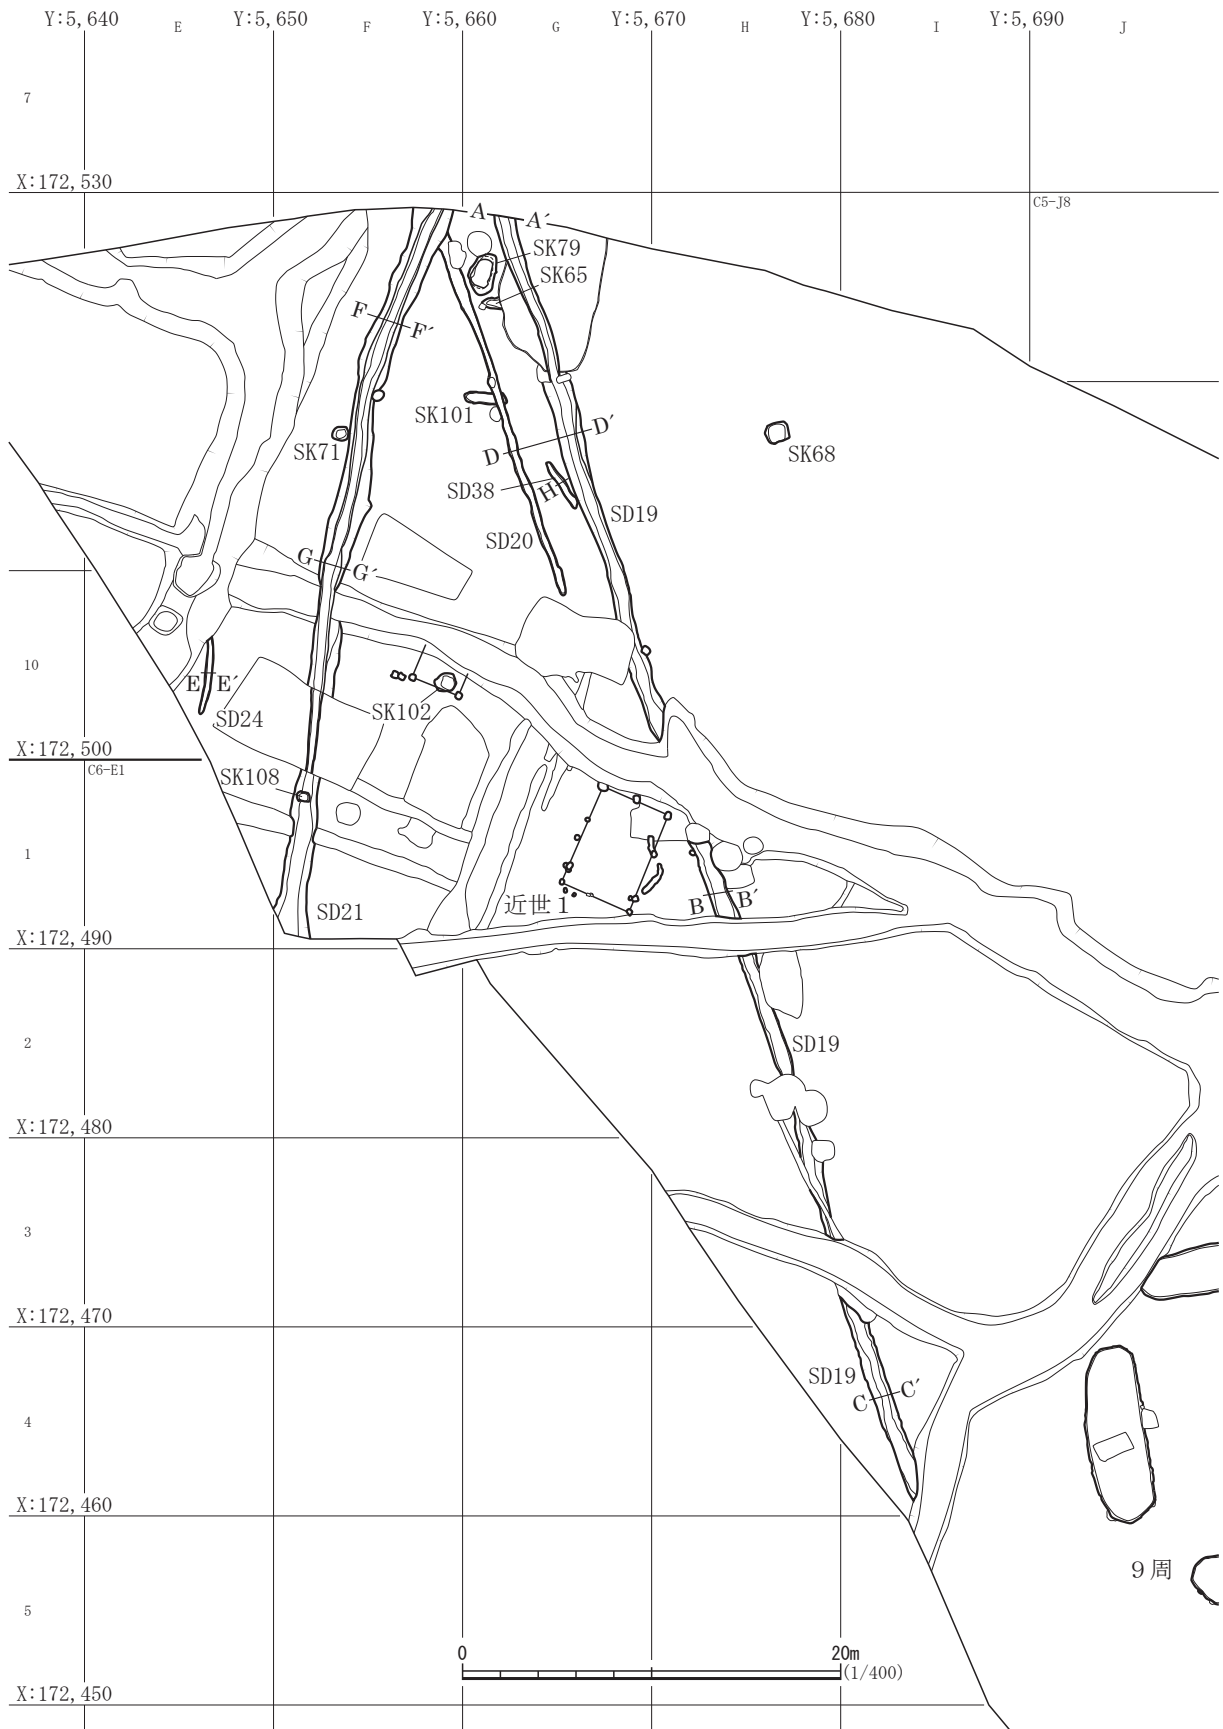 Y:5,640 Y:5,650 Y:5,660 Y:5,670 Y:5,680 Y:5,690
E F G H I J
7
X:172,530
C5-J8
A A´
SK79
SK65
F F´
SK101
D D´
SK71
SK68
SD38 H
SD19
SD20
G G´
10
E E´
SK102
SD24
X:172,500
C6-E1
SK108
1
近世1
B B´
SD21
X:172,490
2
SD19
X:172,480
3
X:172,470
SD19
C C´
4
X:172,460
9周
5
0 20m
(1/400)
X:172,450